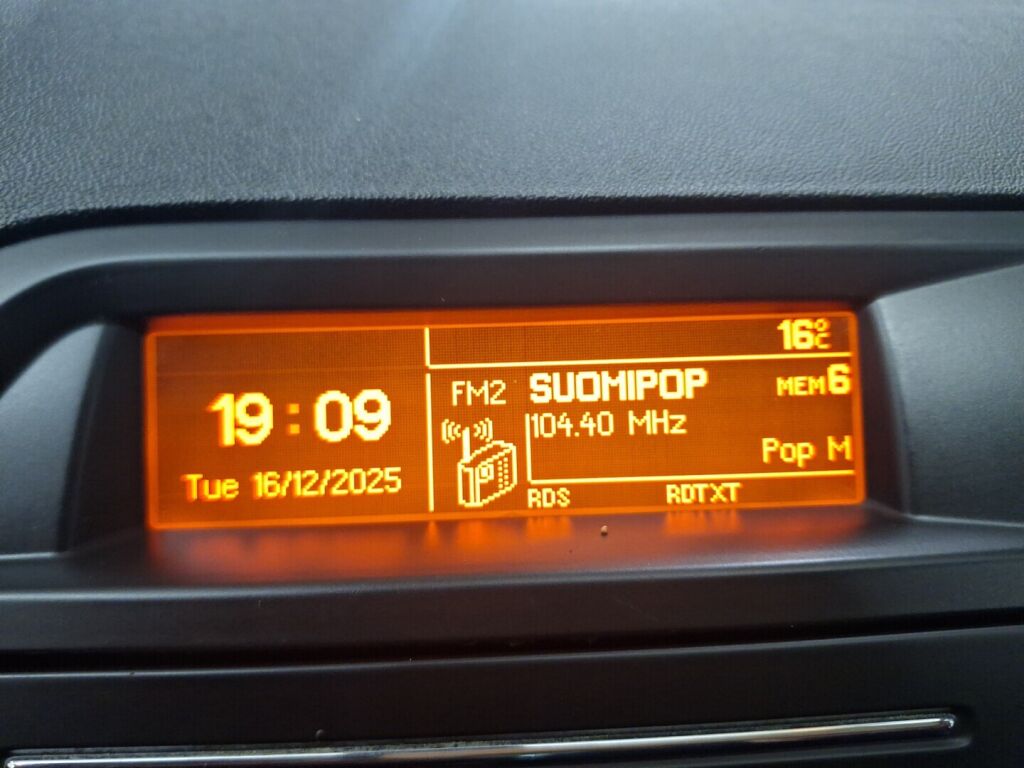 19:09
Tue 16/12/2025
16°C
FM2 SUOMIPOP MEM 6
104.40 MHz
Pop M
RDS RDTXT